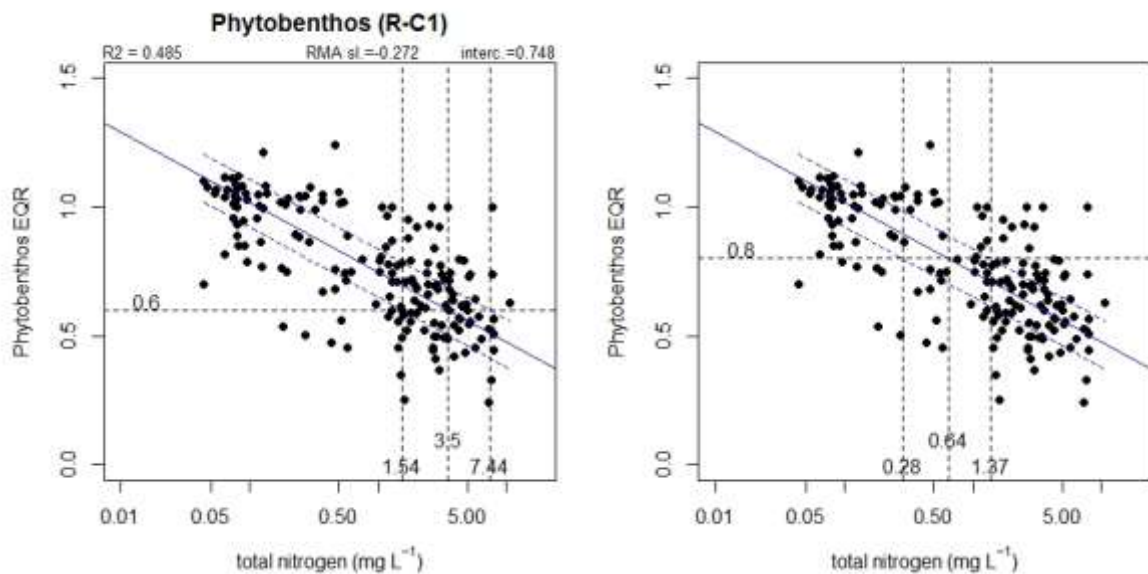 Phytobenthos (R-C1)
R2 = 0.485 RMA sl.=-0.272 interc.=0.748
Phytobenthos EQR
1.5
1.0
0.5
0.0
0.6
3.5
1.54 7.44
0.01 0.05 0.50 5.00
total nitrogen (mg L⁻¹)
Phytobenthos EQR
1.5
1.0
0.5
0.0
0.8
0.64
0.28 1.37
0.01 0.05 0.50 5.00
total nitrogen (mg L⁻¹)